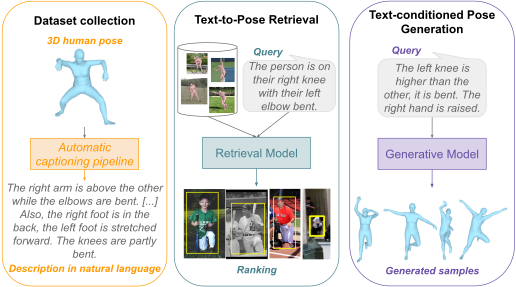 Dataset collection
3D human pose
Automatic
captioning pipeline
The right arm is above the other
while the elbows are bent. [...]
Also, the right foot is in the
back, the left foot is stretched
forward. The knees are partly
bent.
Description in natural language
Text-to-Pose Retrieval
Query
The person is on
their right knee
with their left
elbow bent.
Retrieval Model
Ranking
Text-conditioned Pose
Generation
Query
The left knee is
higher than the
other, it is bent. The
right hand is raised.
Generative Model
Generated samples